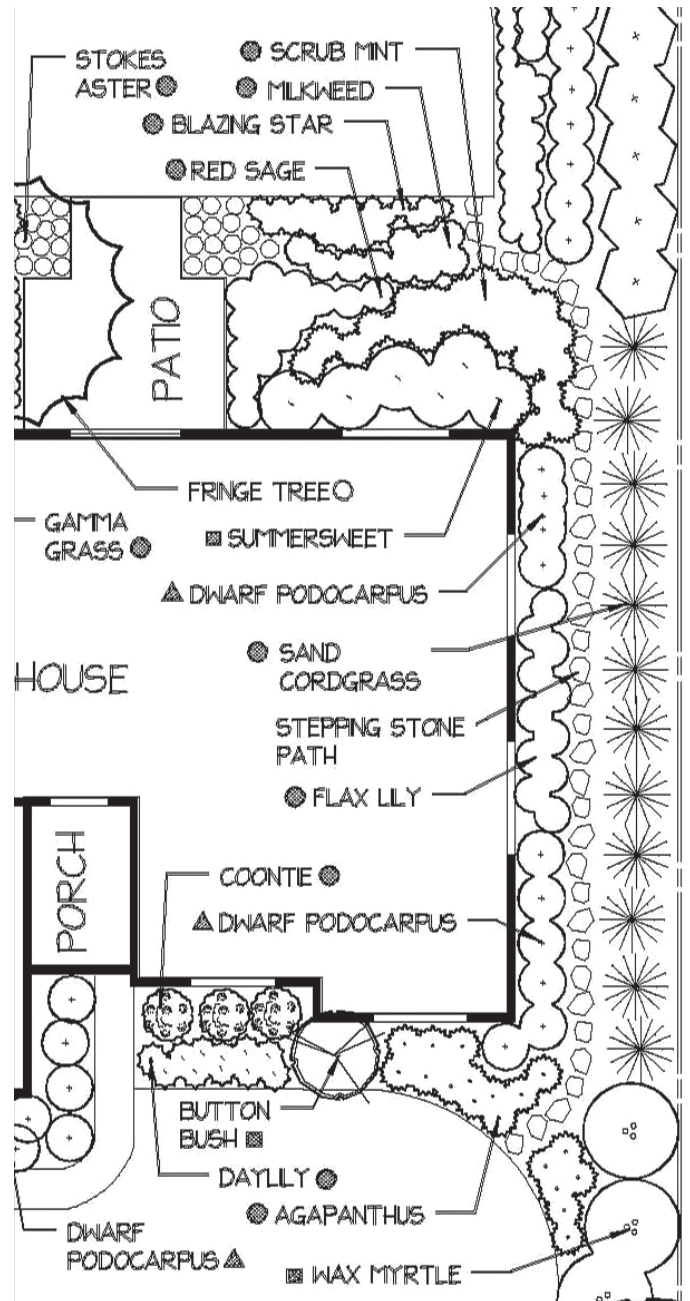 STOKES
ASTER
SCRUB MINT
MILKWEED
BLAZING STAR
RED SAGE
PATIO
FRINGE TREE
GAMMA
GRASS
SUMMERSWEET
DWARF PODOCARPUS
SAND
CORDGRASS
HOUSE
STEPPING STONE
PATH
FLAX LILY
PORCH
COONTIE
DWARF PODOCARPUS
BUTTON
BUSH
DAYLILY
AGAPANTHUS
DWARF
PODOCARPUS
WAX MYRTLE